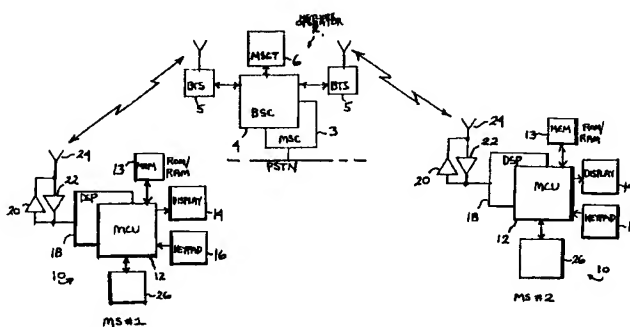 NETWORK
OPERATOR
2
MSCT
6
BTS
5
BTS
5
BSC
4
MSC
3
PSTN
24
22
20
DSP
18
13
MEM
ROM/
RAM
MCU
12
DISPLAY
14
KEYPAD
16
26
10
MS#1
24
22
20
DSP
18
13
MEM
ROM/
RAM
MCU
12
DISPLAY
14
KEYPAD
26
10
MS#2